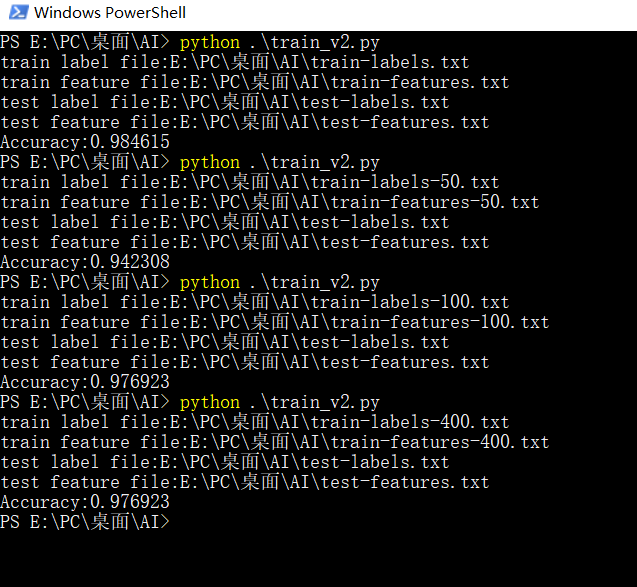 Windows PowerShell
PS E:\PC\桌面\AI> python .\train_v2.py
train label file:E:\PC\桌面\AI\train-labels.txt
train feature file:E:\PC\桌面\AI\train-features.txt
test label file:E:\PC\桌面\AI\test-labels.txt
test feature file:E:\PC\桌面\AI\test-features.txt
Accuracy:0.984615
PS E:\PC\桌面\AI> python .\train_v2.py
train label file:E:\PC\桌面\AI\train-labels-50.txt
train feature file:E:\PC\桌面\AI\train-features-50.txt
test label file:E:\PC\桌面\AI\test-labels.txt
test feature file:E:\PC\桌面\AI\test-features.txt
Accuracy:0.942308
PS E:\PC\桌面\AI> python .\train_v2.py
train label file:E:\PC\桌面\AI\train-labels-100.txt
train feature file:E:\PC\桌面\AI\train-features-100.txt
test label file:E:\PC\桌面\AI\test-labels.txt
test feature file:E:\PC\桌面\AI\test-features.txt
Accuracy:0.976923
PS E:\PC\桌面\AI> python .\train_v2.py
train label file:E:\PC\桌面\AI\train-labels-400.txt
train feature file:E:\PC\桌面\AI\train-features-400.txt
test label file:E:\PC\桌面\AI\test-labels.txt
test feature file:E:\PC\桌面\AI\test-features.txt
Accuracy:0.976923
PS E:\PC\桌面\AI>